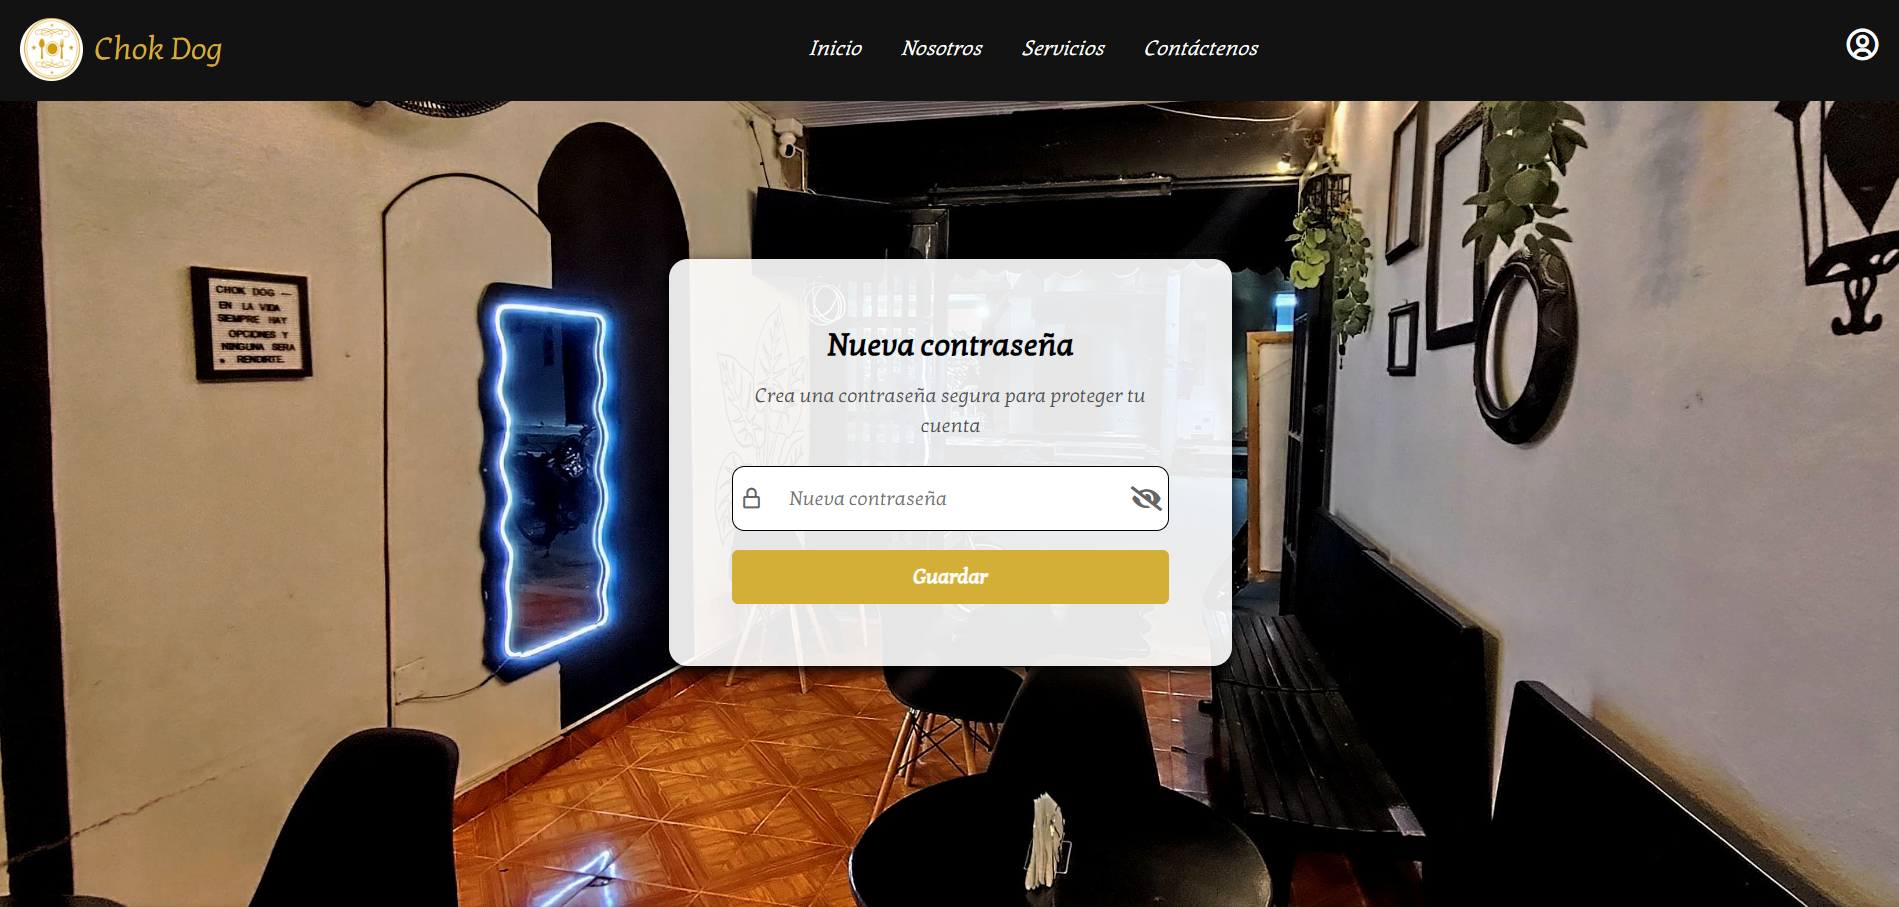 Chok Dog
Inicio
Nosotros
Servicios
Contáctenos
CHOK DOG —
EN LA VIDA
SIEMPRE HAY
OPCIONES Y
NINGUNA SERA
RENDIRTE.
Nueva contraseña
Crea una contraseña segura para proteger tu
cuenta
Nueva contraseña
Guardar